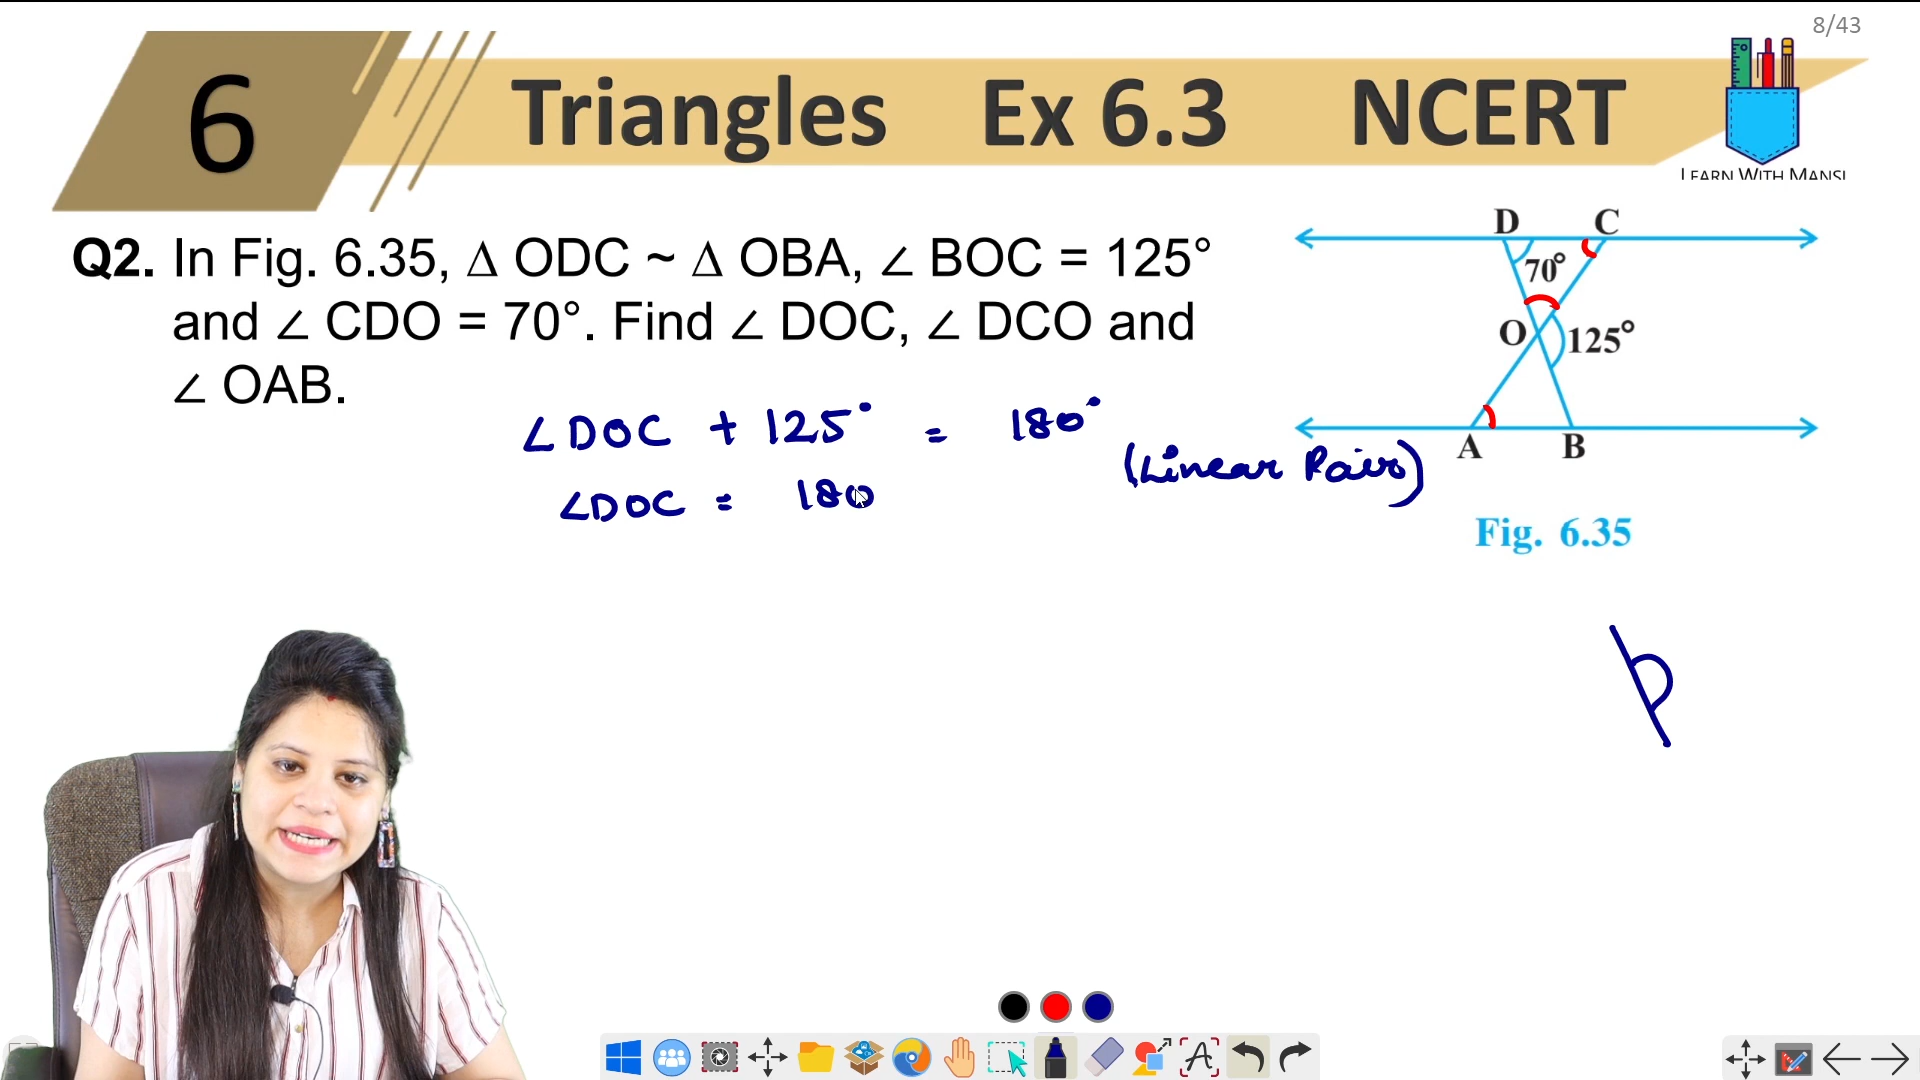 8/43
6 Triangles Ex 6.3 NCERT
LEARN WITH MANSI
Q2. In Fig. 6.35, Δ ODC ~ Δ OBA, ∠ BOC = 125°
and ∠ CDO = 70°. Find ∠ DOC, ∠ DCO and
∠ OAB.
D C
70°
O 125°
A B
Fig. 6.35
∠DOC + 125° = 180°
(Linear Pair)
∠DOC = 180